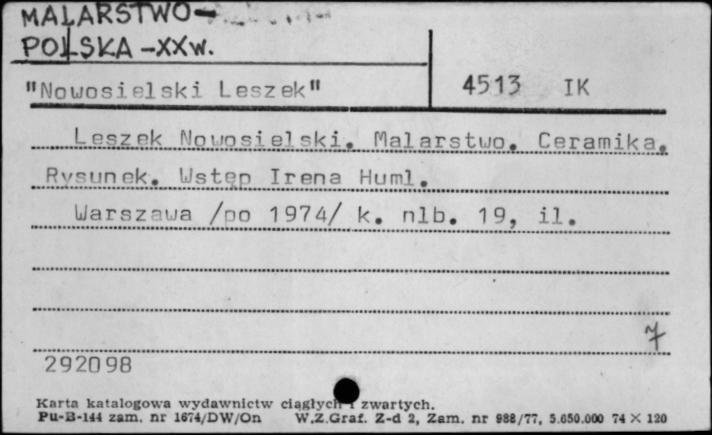 MALARSTWO-
POLSKA -XXw.
"Nowosielski Leszek" 4513 IK
Leszek Nowosielski. Malarstwo. Ceramika.
Rysunek. Wstęp Irena Huml.
Warszawa /po 1974/ k. nlb. 19, il.
7
292098
Karta katalogowa wydawnictw ciągłych i zwartych.
Pu-B-144 zam. nr 1674/DW/On W.Z.Graf. Z-d 2, Zam. nr 988/77, 5.650.000 74 X 120